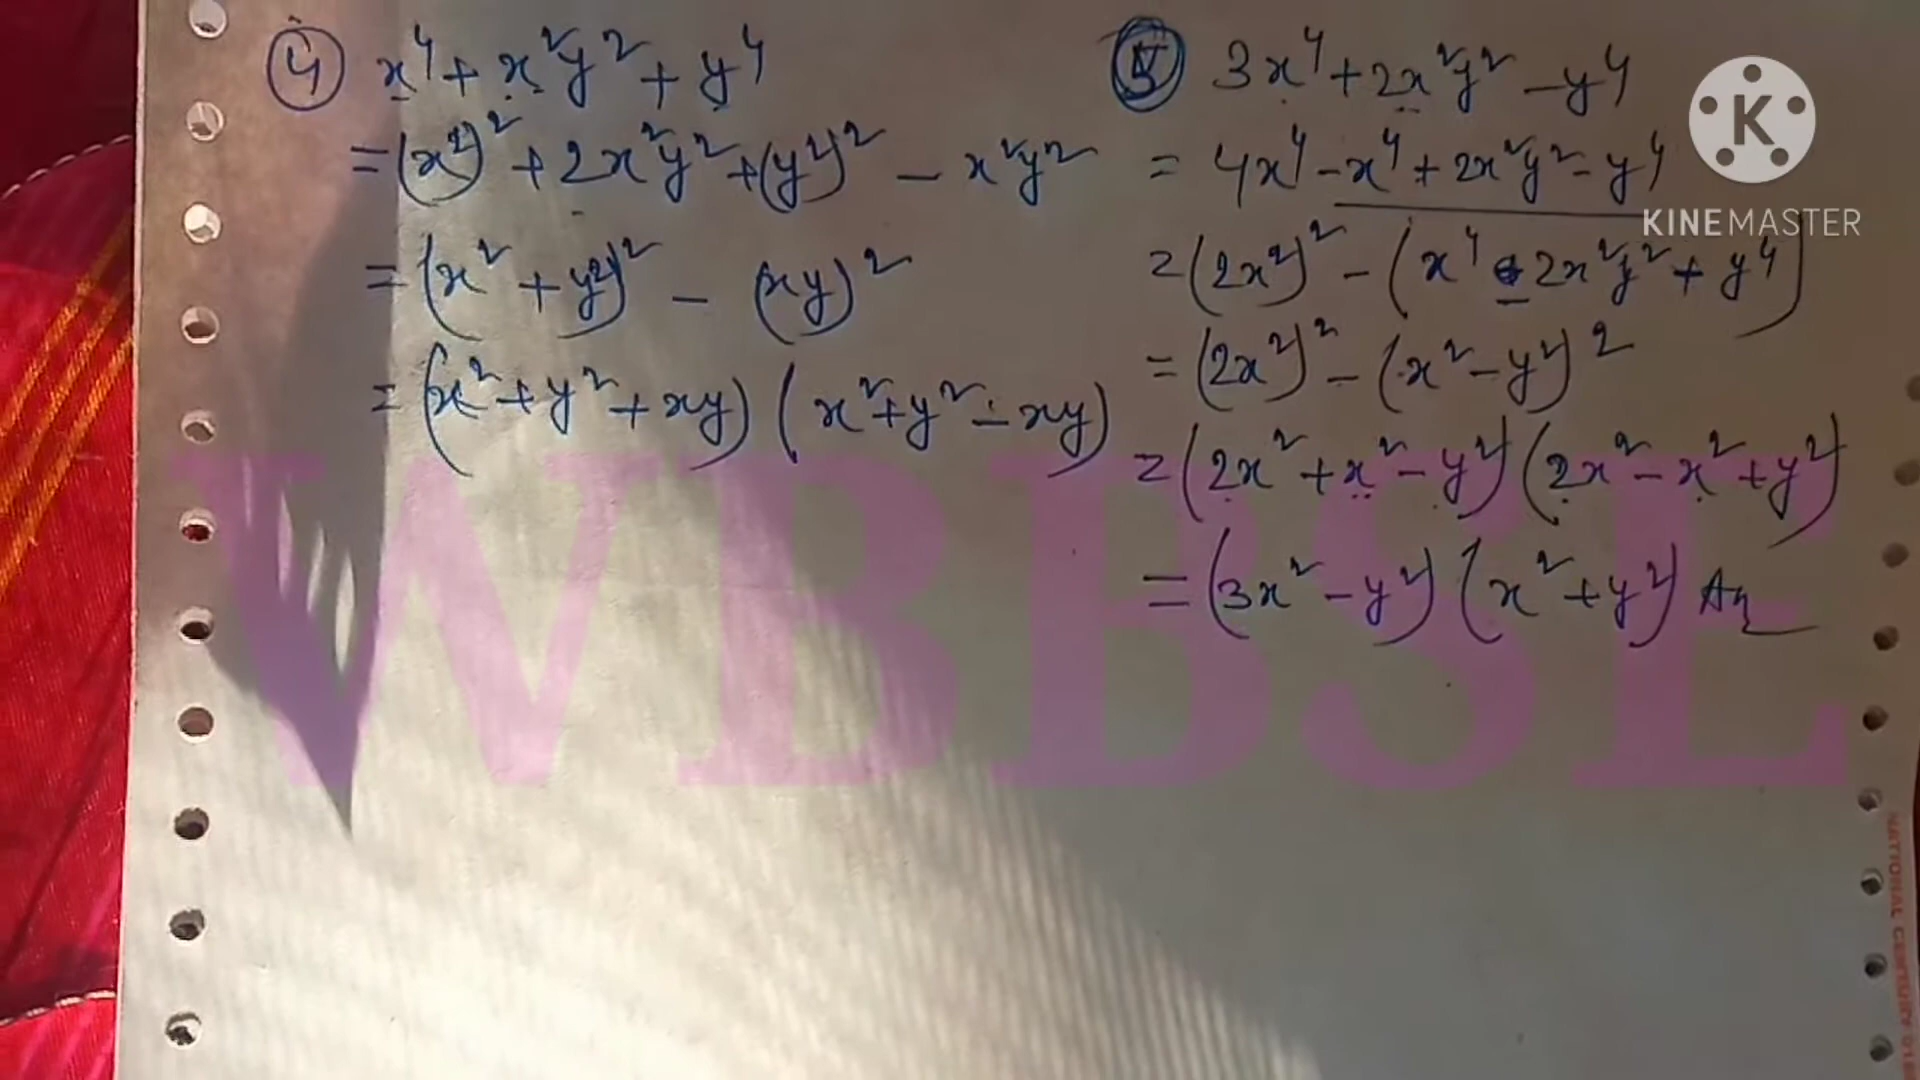 ④ x⁴ + x²y² + y⁴
= (x²)² + 2x²y² + (y²)² - x²y²
= (x² + y²)² - (xy)²
= (x² + y² + xy) (x² + y² - xy)
⑤ 3x⁴ + 2x²y² - y⁴
= 4x⁴ - x⁴ + 2x²y² - y⁴
= (2x²)² - (x⁴ - 2x²y² + y⁴)
= (2x²)² - (x² - y²)²
= (2x² + x² - y²) (2x² - x² + y²)
= (3x² - y²) (x² + y²) An
K
KINEMASTER
WBBSE